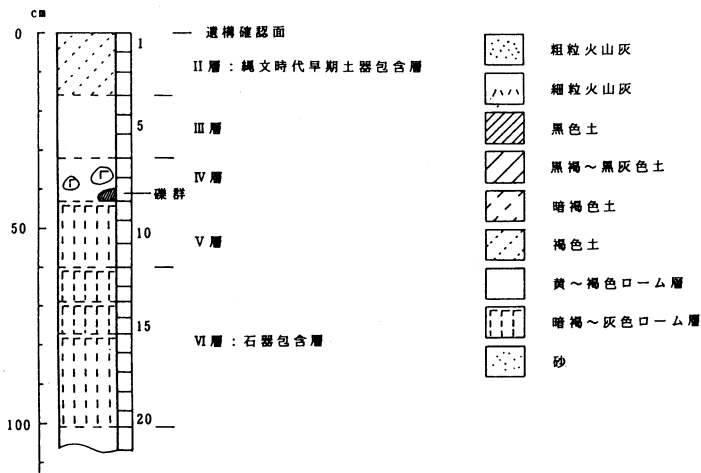 cm
0
1
遺構確認面
II層：縄文時代早期土器包含層
5
III層
IV層
礫群
50
10
V層
15
VI層：石器包含層
20
100
粗粒火山灰
細粒火山灰
黒色土
黒褐～黒灰色土
暗褐色土
褐色土
黄～褐色ローム層
暗褐～灰色ローム層
砂